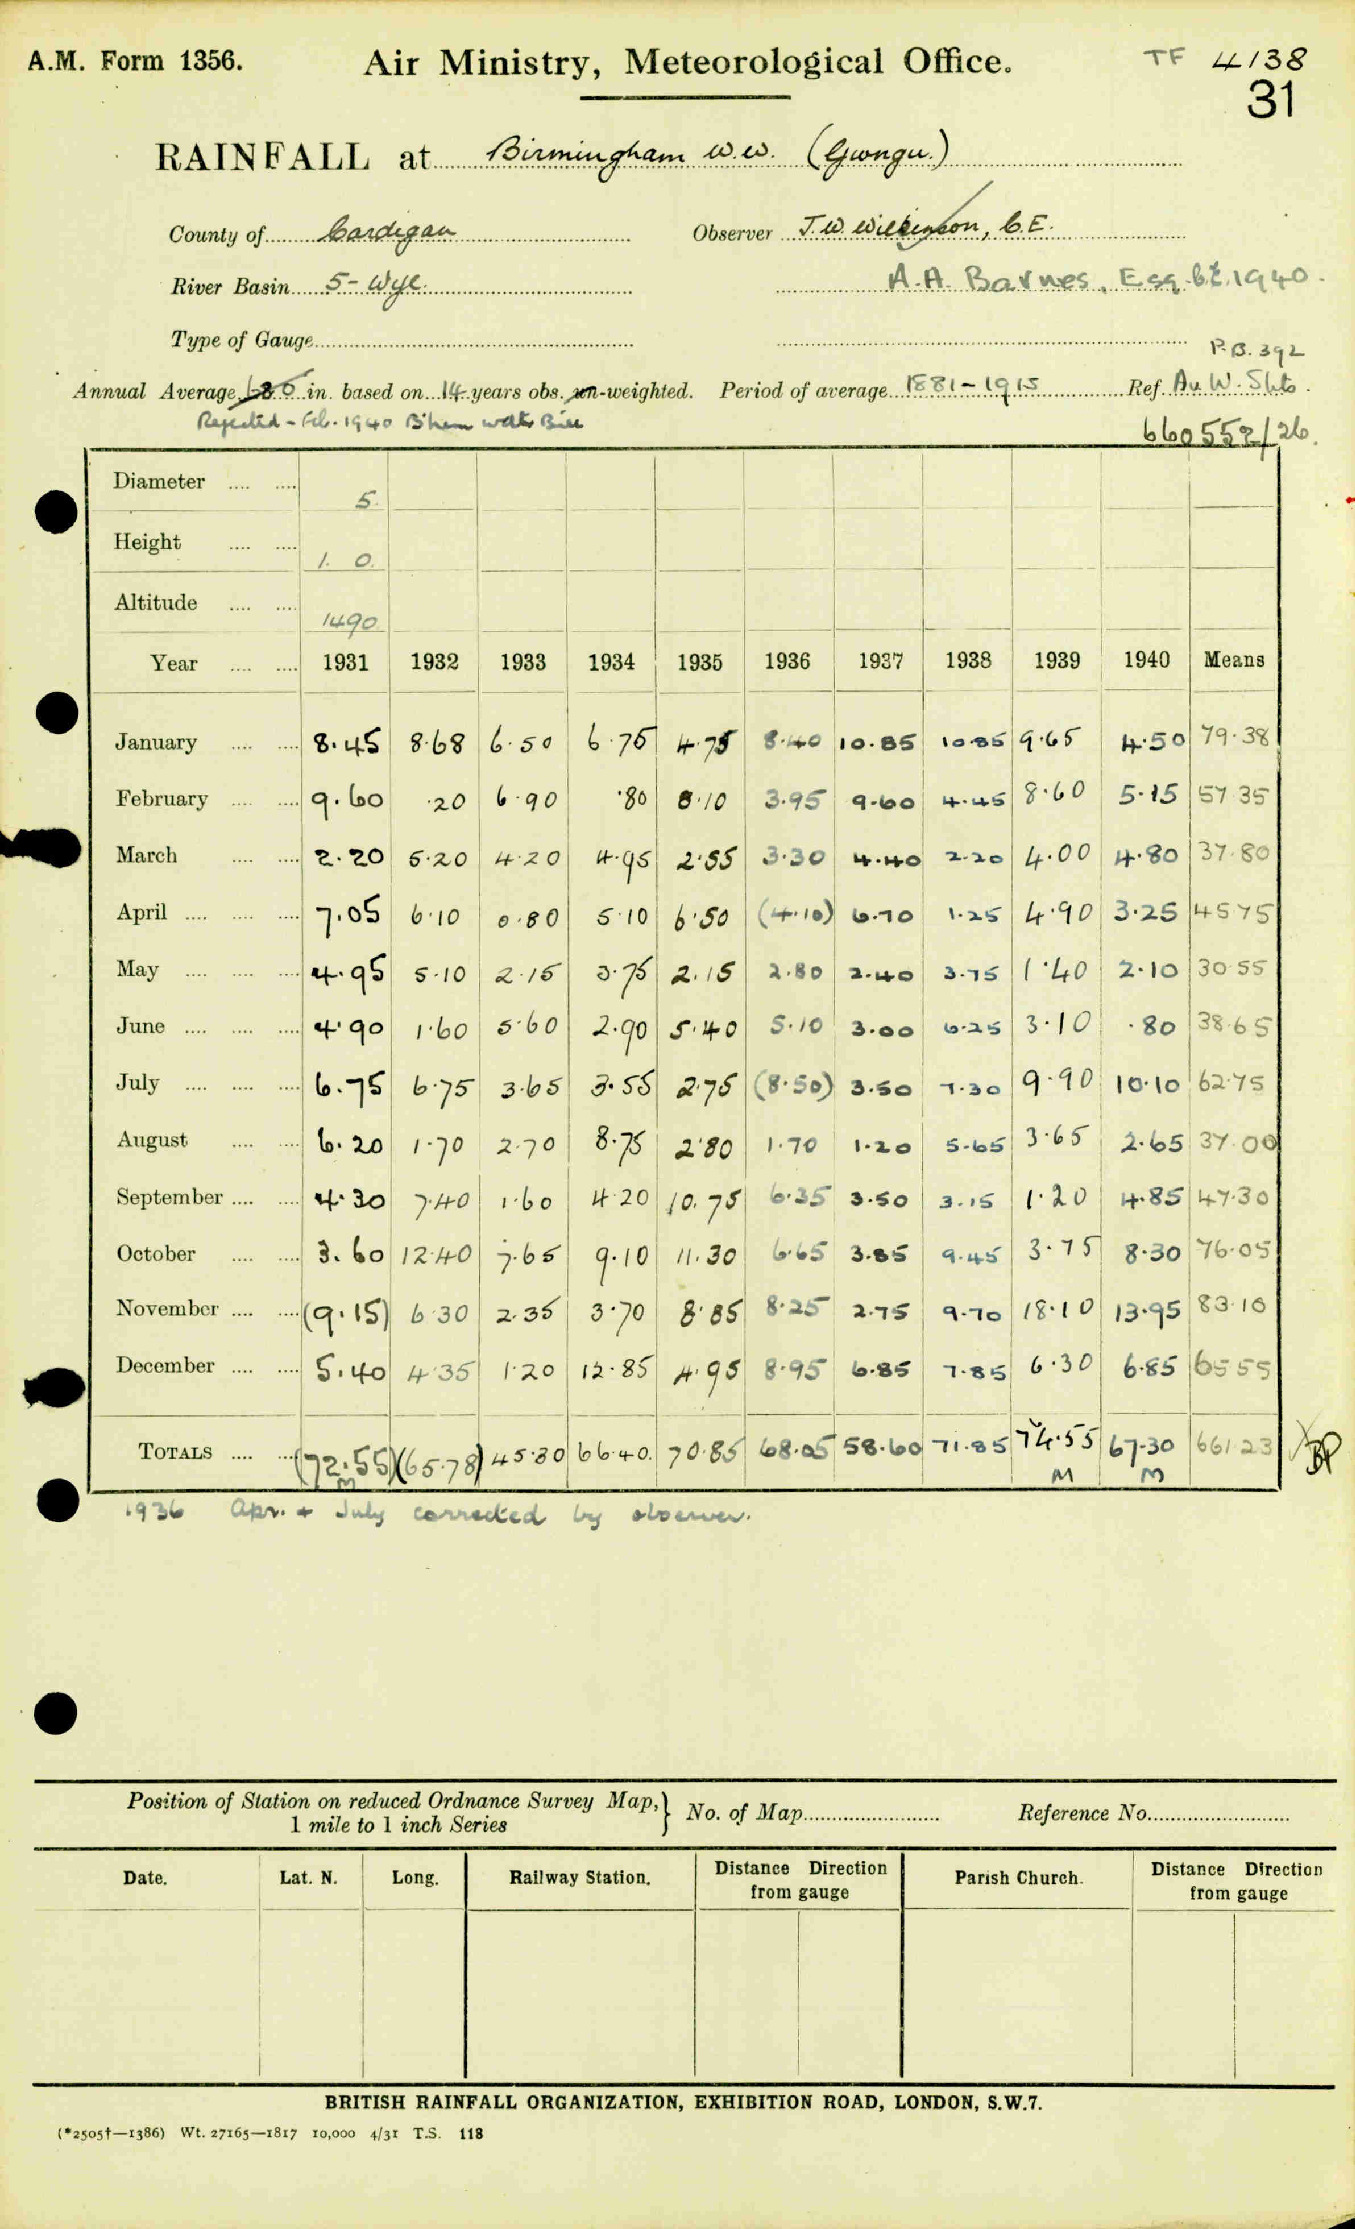 A.M. Form 1356. Air Ministry, Meteorological Office. TF 4138
31
RAINFALL at Birmingham W.W. (Gwngu.)
County of Cardigan Observer J.W. Wilkinson, C.E.
River Basin 5-Wye A.A. Barnes, Esq. C.E. 1940.
Type of Gauge
P.B. 392
Annual Average 68.0 in. based on 14 years obs. un-weighted. Period of average 1881-1915 Ref. Au W. Shts.
Rejected - Feb. 1940 B'ham
660552/26.
Diameter 5.
Height 1. 0.
Altitude 1490
Year 1931 1932 1933 1934 1935 1936 1937 1938 1939 1940 Means
January 8.45 8.68 6.50 6.75 4.75 8.40 10.85 10.85 9.65 4.50 79.38
February 9.60 .20 6.90 .80 8.10 3.95 9.60 4.45 8.60 5.15 57 35
March 2.20 5.20 4.20 4.95 2.55 3.30 4.40 2.20 4.00 4.80 37.80
April 7.05 6.10 0.80 5.10 6.50 (4.10) 6.70 1.25 4.90 3.25 45 75
May 4.95 5.10 2.15 3.75 2.15 2.80 2.40 3.75 1.40 2.10 30 55
June 4.90 1.60 5.60 2.90 5.40 5.10 3.00 6.25 3.10 .80 38.65
July 6.75 6.75 3.65 3.55 2.75 (8.50) 3.50 7.30 9.90 10.10 62.75
August 6.20 1.70 2.70 8.75 2.80 1.70 1.20 5.65 3.65 2.65 37.00
September 4.30 7.40 1.60 4.20 10.75 6.35 3.50 3.15 1.20 4.85 47.30
October 3.60 12.40 7.65 9.10 11.30 6.65 3.85 9.45 3.75 8.30 76.05
November (9.15) 6.30 2.35 3.70 8.85 8.25 2.75 9.70 18.10 13.95 83.10
December 5.40 4.35 1.20 12.85 4.95 8.95 6.85 7.85 6.30 6.85 65 55
TOTALS (72.55) (65.78) 45.30 66.40. 70.85 68.05 58.60 71.85 74.55 67.30 661.23 BP
M M M
1936 Apr. + July corrected by observer.
Position of Station on reduced Ordnance Survey Map, } No. of Map Reference No.
1 mile to 1 inch Series
Date. Lat. N. Long. Railway Station. Distance Direction from gauge Parish Church. Distance Direction from gauge
BRITISH RAINFALL ORGANIZATION, EXHIBITION ROAD, LONDON, S.W.7.
(*2505†—1386) Wt. 27165—1817 10,000 4/31 T.S. 118